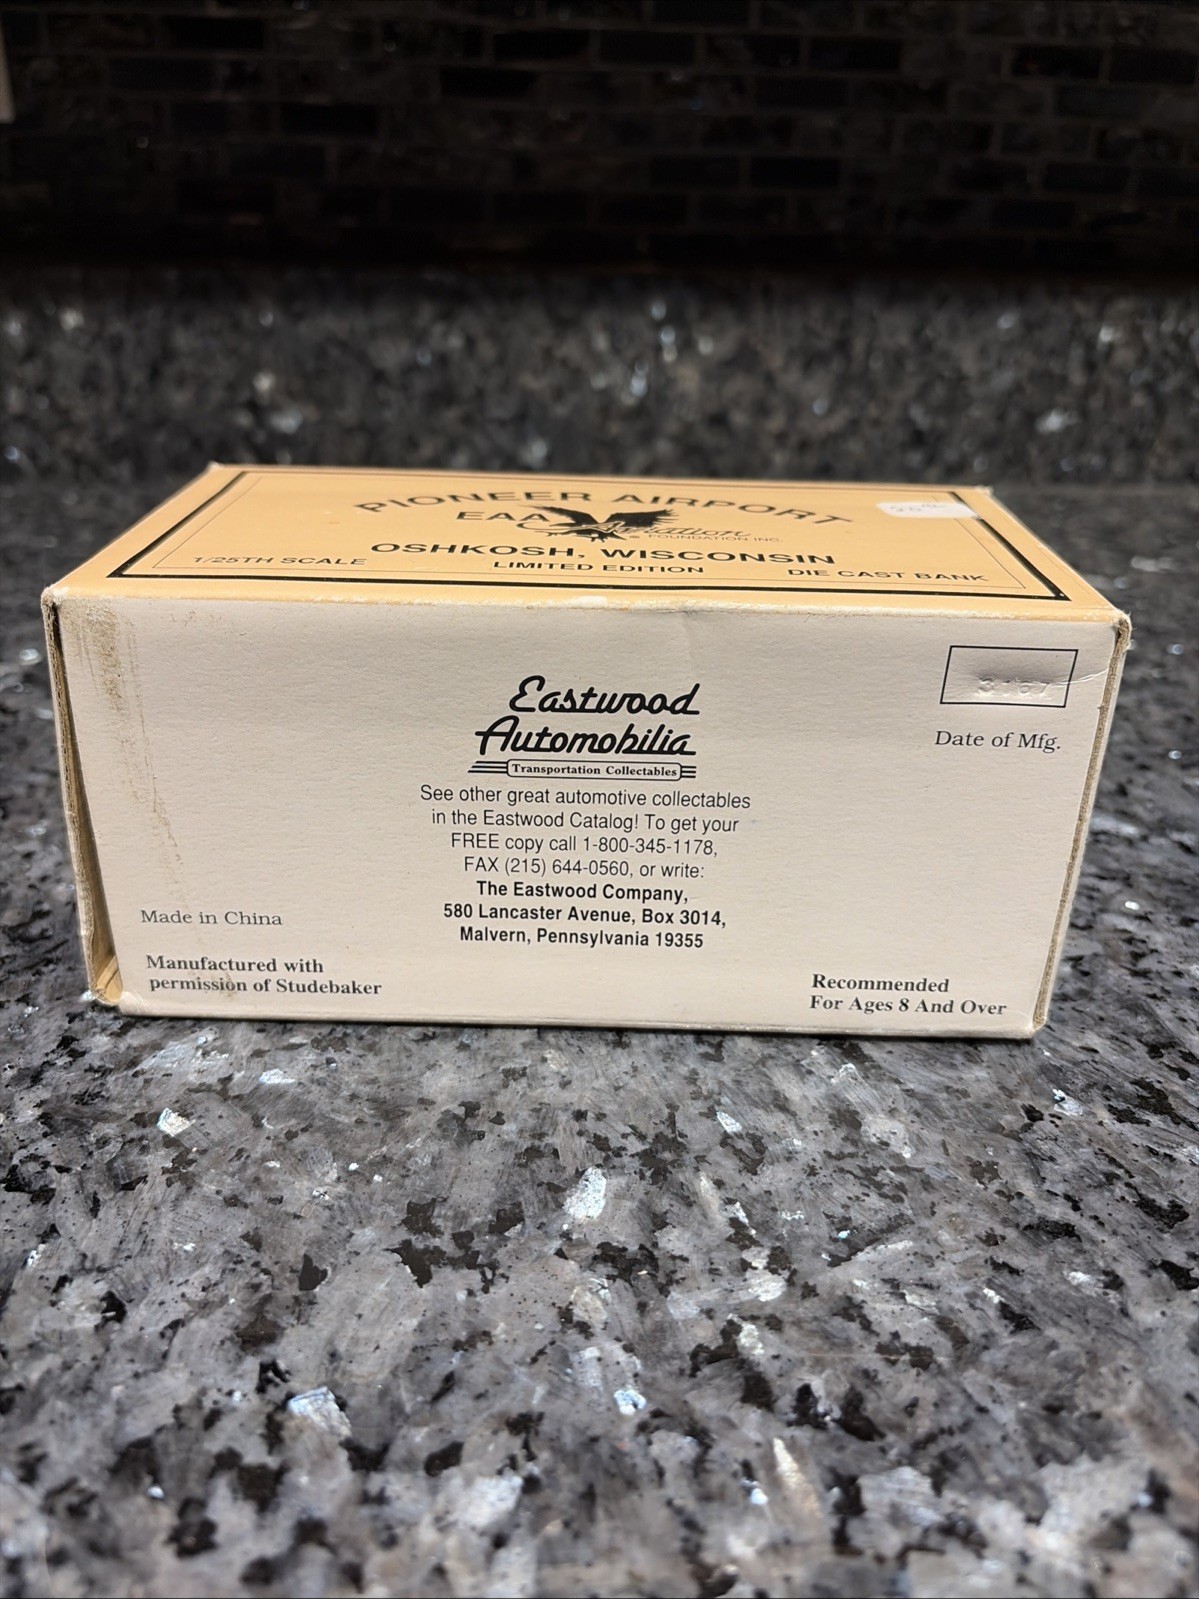 PIONEER AIRPORT
EAA Aviation
FOUNDATION INC.
OSHKOSH, WISCONSIN
1/25TH SCALE LIMITED EDITION DIE CAST BANK
Eastwood
Automobilia
Transportation Collectables
See other great automotive collectables
in the Eastwood Catalog! To get your
FREE copy call 1-800-345-1178,
FAX (215) 644-0560, or write:
The Eastwood Company,
580 Lancaster Avenue, Box 3014,
Malvern, Pennsylvania 19355
Date of Mfg.
Made in China
Manufactured with
permission of Studebaker
Recommended
For Ages 8 And Over